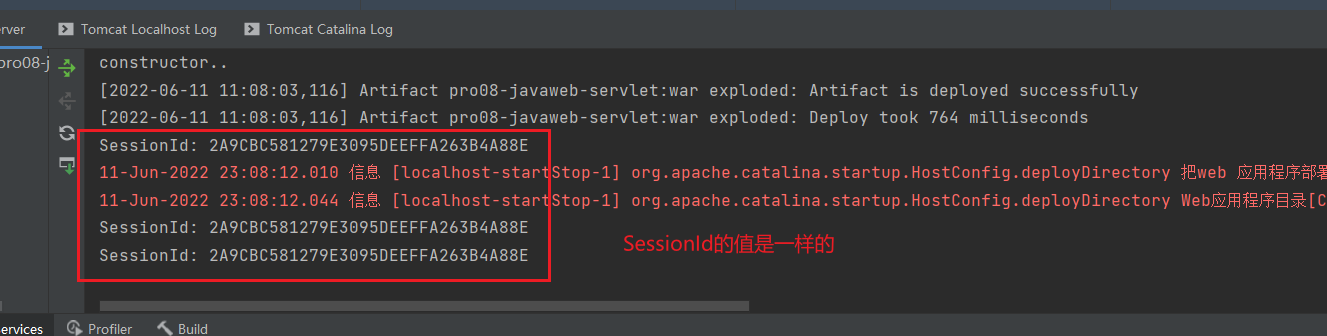 erver Tomcat Localhost Log Tomcat Catalina Log
pro08-j
constructor..
[2022-06-11 11:08:03,116] Artifact pro08-javaweb-servlet:war exploded: Artifact is deployed successfully
[2022-06-11 11:08:03,116] Artifact pro08-javaweb-servlet:war exploded: Deploy took 764 milliseconds
SessionId: 2A9CBC581279E3095DEEFFA263B4A88E
11-Jun-2022 23:08:12.010 信息 [localhost-startStop-1] org.apache.catalina.startup.HostConfig.deployDirectory 把web 应用程序部署
11-Jun-2022 23:08:12.044 信息 [localhost-startStop-1] org.apache.catalina.startup.HostConfig.deployDirectory Web应用程序目录[C
SessionId: 2A9CBC581279E3095DEEFFA263B4A88E
SessionId: 2A9CBC581279E3095DEEFFA263B4A88E
SessionId的值是一样的
ervices Profiler Build